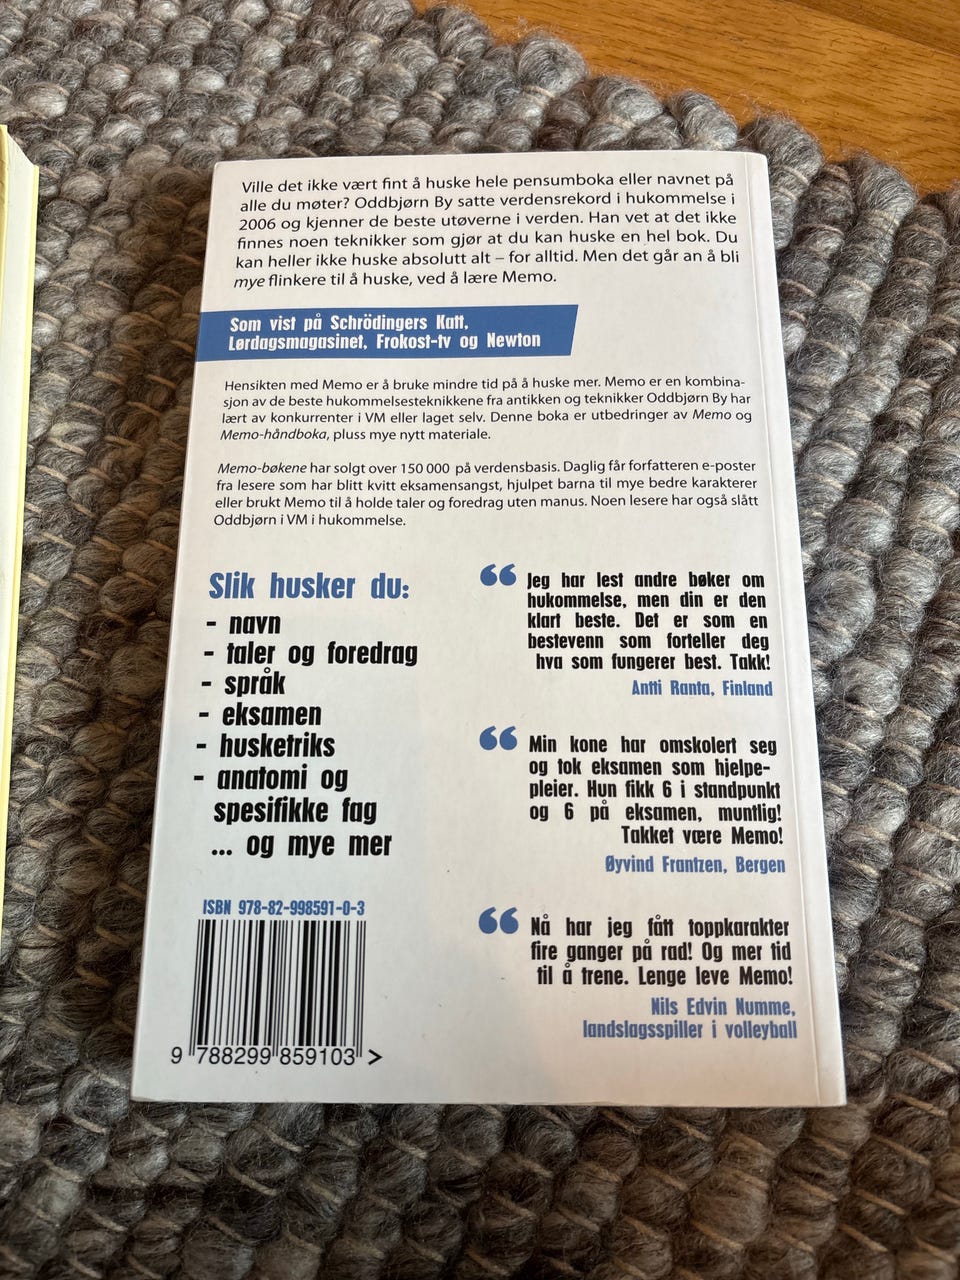 Ville det ikke vært fint å huske hele pensumboka eller navnet på
alle du møter? Oddbjørn By satte verdensrekord i hukommelse i
2006 og kjenner de beste utøverne i verden. Han vet at det ikke
finnes noen teknikker som gjør at du kan huske en hel bok. Du
kan heller ikke huske absolutt alt – for alltid. Men det går an å bli
mye flinkere til å huske, ved å lære Memo.
Som vist på Schrödingers Katt,
Lørdagsmagasinet, Frokost-tv og Newton
Hensikten med Memo er å bruke mindre tid på å huske mer. Memo er en kombina-
sjon av de beste hukommelsesteknikkene fra antikken og teknikker Oddbjørn By har
lært av konkurrenter i VM eller laget selv. Denne boka er utbedringer av Memo og
Memo-håndboka, pluss mye nytt materiale.
Memo-bøkene har solgt over 150 000 på verdensbasis. Daglig får forfatteren e-poster
fra lesere som har blitt kvitt eksamensangst, hjulpet barna til mye bedre karakterer
eller brukt Memo til å holde taler og foredrag uten manus. Noen lesere har også slått
Oddbjørn i VM i hukommelse.
Slik husker du:
- navn
- taler og foredrag
- språk
- eksamen
- husketriks
- anatomi og
spesifikke fag
... og mye mer
ISBN 978-82-998591-0-3
9 788299 859103 >
“ Jeg har lest andre bøker om
hukommelse, men din er den
klart beste. Det er som en
bestevenn som forteller deg
hva som fungerer best. Takk!
Antti Ranta, Finland
“ Min kone har omskolert seg
og tok eksamen som hjelpe-
pleier. Hun fikk 6 i standpunkt
og 6 på eksamen, muntlig!
Takket være Memo!
Øyvind Frantzen, Bergen
“ Nå har jeg fått toppkarakter
fire ganger på rad! Og mer tid
til å trene. Lenge leve Memo!
Nils Edvin Numme,
landslagsspiller i volleyball